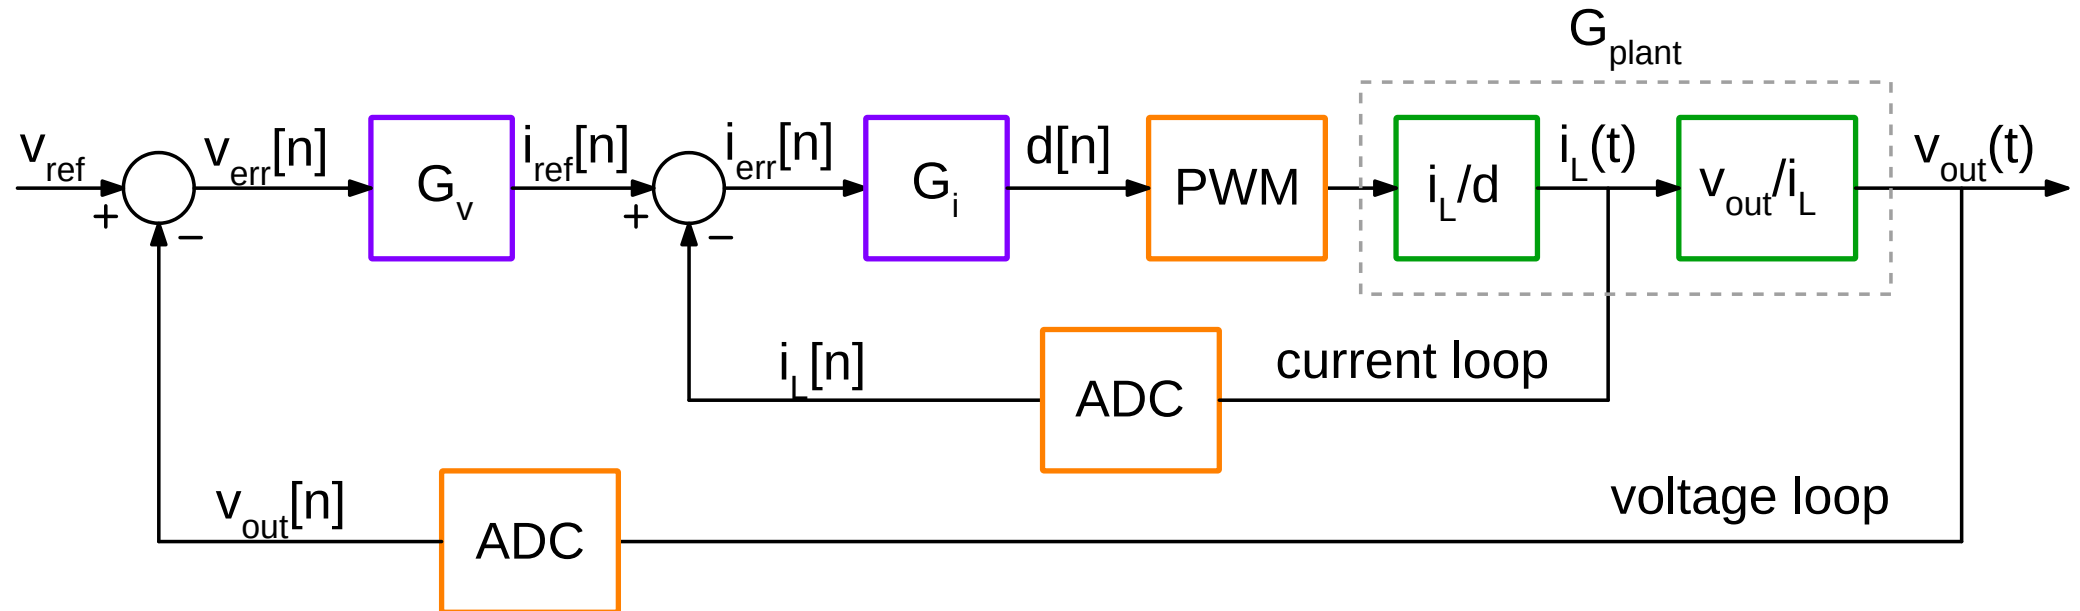 G_plant
v_ref
+
−
v_err[n]
G_v
i_ref[n]
+
−
i_err[n]
G_i
d[n]
PWM
i_L/d
i_L(t)
v_out/i_L
v_out(t)
i_L[n]
ADC
current loop
v_out[n]
ADC
voltage loop